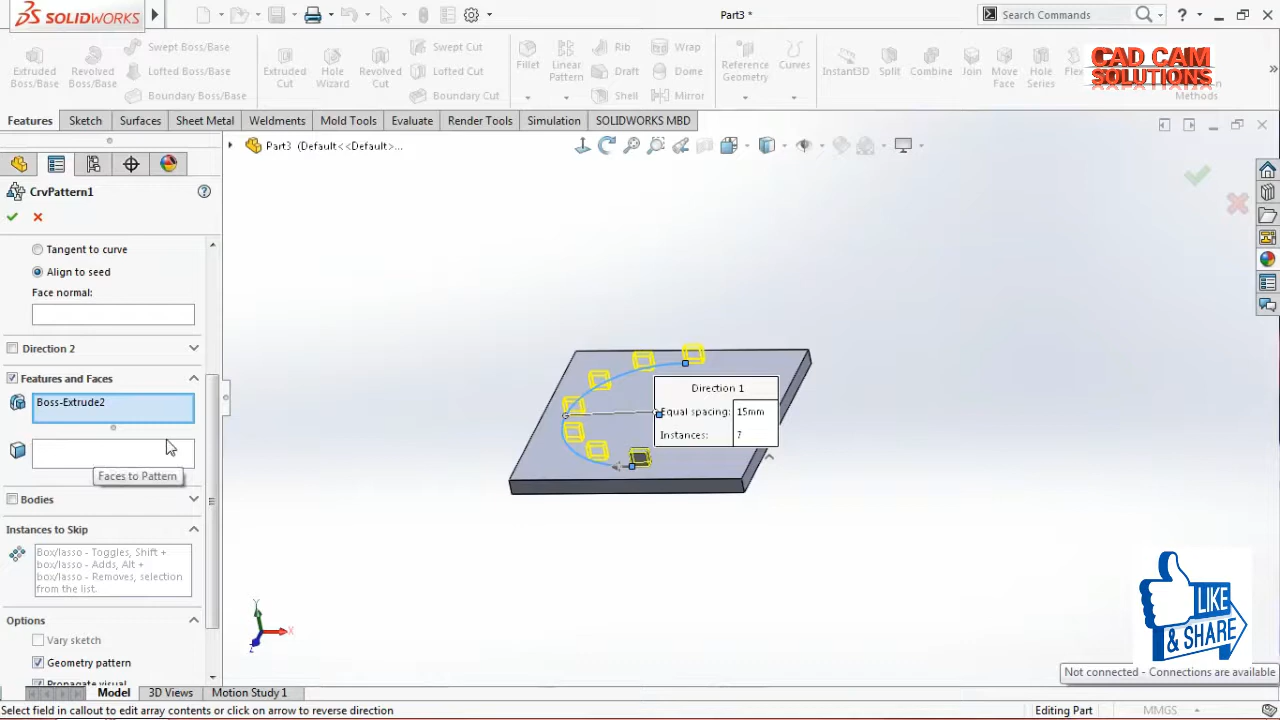 SOLIDWORKS
Part3 *
Search Commands
Extruded Boss/Base
Revolved Boss/Base
Swept Boss/Base
Lofted Boss/Base
Boundary Boss/Base
Extruded Cut
Hole Wizard
Revolved Cut
Swept Cut
Lofted Cut
Boundary Cut
Fillet
Linear Pattern
Rib
Draft
Shell
Wrap
Dome
Mirror
Reference Geometry
Curves
Instant3D
Split
Combine
Join
Move Face
Hole Series
CAD CAM
SOLUTIONS
Methods
Features
Sketch
Surfaces
Sheet Metal
Weldments
Mold Tools
Evaluate
Render Tools
Simulation
SOLIDWORKS MBD
Part3 (Default<<Default>...
CrvPattern1
Tangent to curve
Align to seed
Face normal:
Direction 2
Features and Faces
Boss-Extrude2
Faces to Pattern
Bodies
Instances to Skip
Box/lasso - Toggles, Shift +
box/lasso - Adds, Alt +
box/lasso - Removes, selection
from the list.
Options
Vary sketch
Geometry pattern
Propagate visual
Direction 1
Equal spacing: 15mm
Instances: 7
Y
X
Z
LIKE
& SHARE
Not connected - Connections are available
Model
3D Views
Motion Study 1
Select field in callout to edit array contents or click on arrow to reverse direction
Editing Part
MMGS